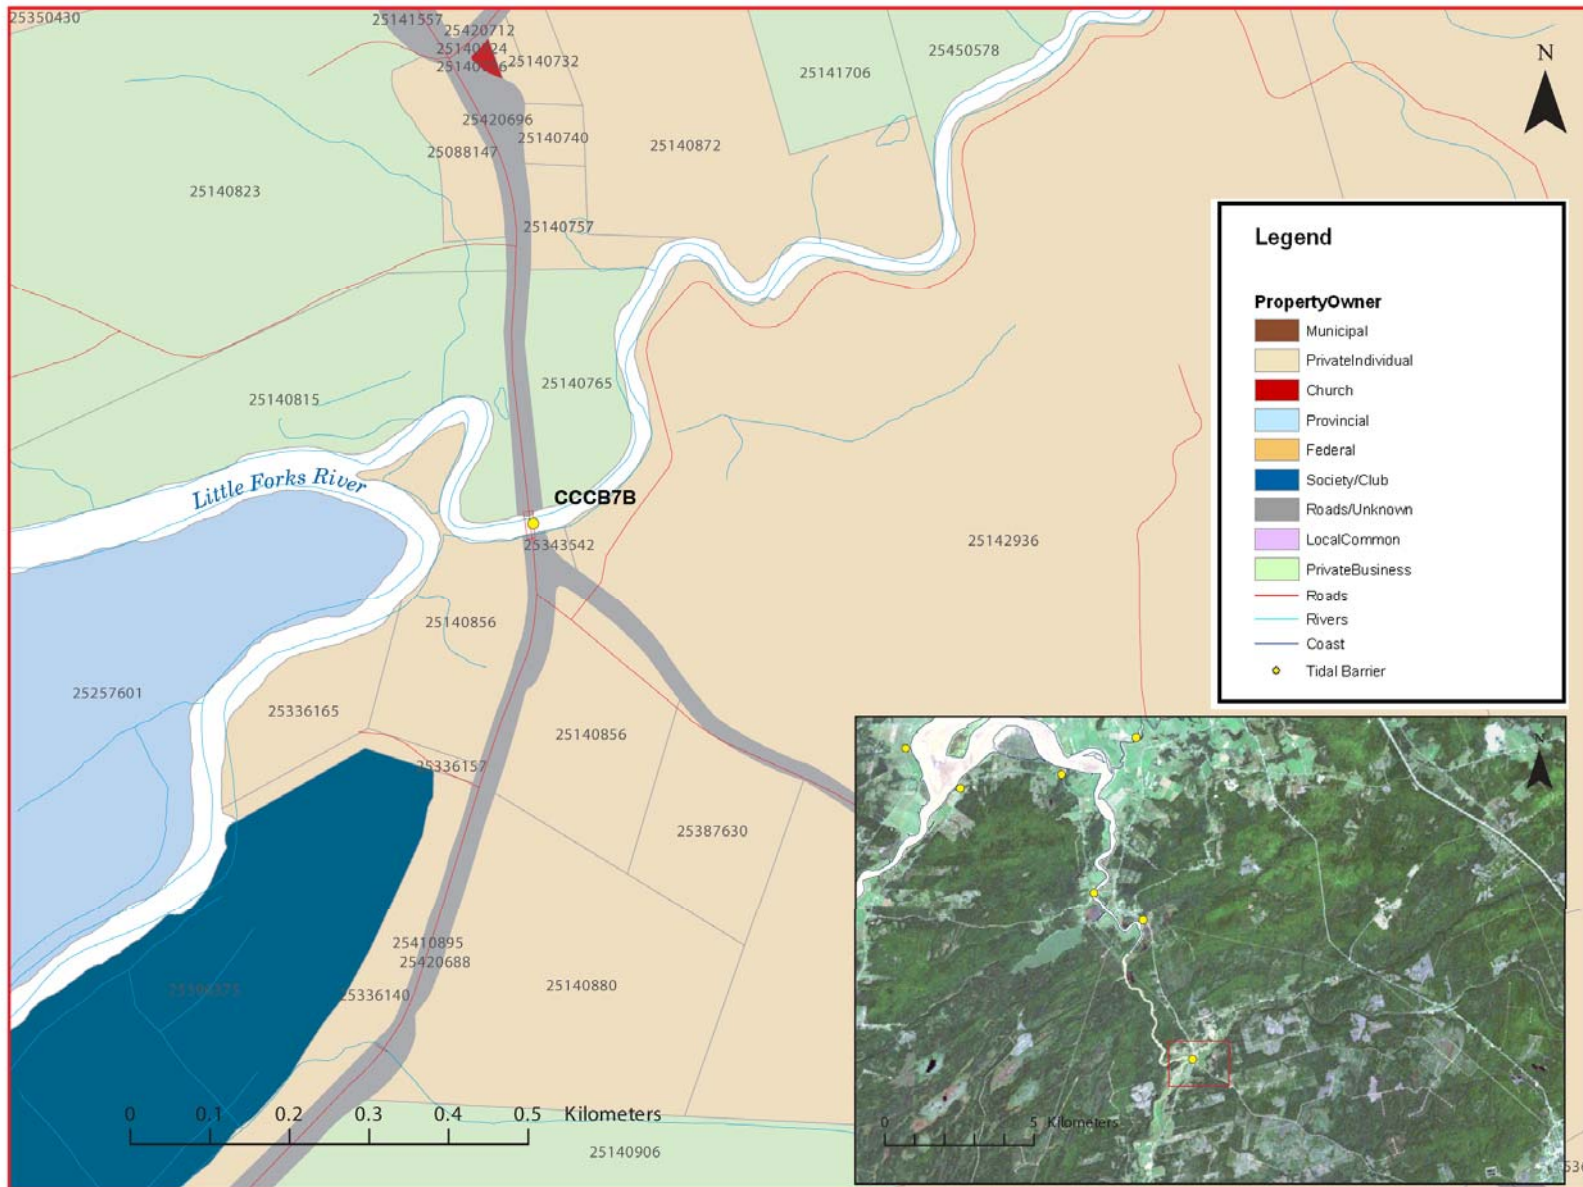 25350430
25141557
25420712
25140732
25450578
25141706
N
25420696
25140740
25088147
25140872
25140823
25140757
Legend
PropertyOwner
Municipal
PrivateIndividual
Church
Provincial
Federal
Society/Club
Roads/Unknown
LocalCommon
PrivateBusiness
Roads
Rivers
Coast
Tidal Barrier
25140765
25140815
Little Forks River
CCCB7B
25343542
25142936
25140856
25257601
25336165
25140856
25336157
N
25387630
25410895
25420688
25336140
25140880
0 0.1 0.2 0.3 0.4 0.5 Kilometers
0 5 Kilometers
25140906